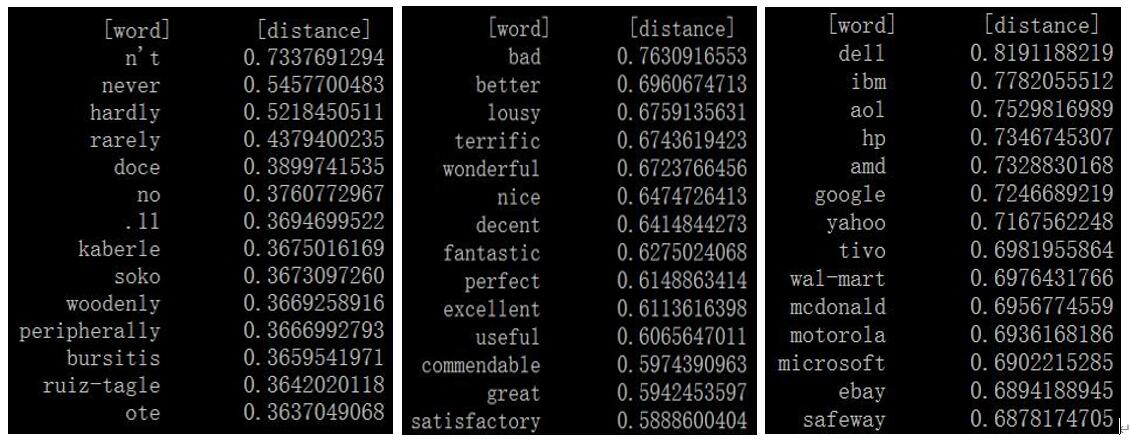 [word] [distance]
n't 0.7337691294
never 0.5457700483
hardly 0.5218450511
rarely 0.4379400235
doce 0.3899741535
no 0.3760772967
.ll 0.3694699522
kaberle 0.3675016169
soko 0.3673097260
woodenly 0.3669258916
peripherally 0.3666992793
bursitis 0.3659541971
ruiz-tagle 0.3642020118
ote 0.3637049068
[word] [distance]
bad 0.7630916553
better 0.6960674713
lousy 0.6759135631
terrific 0.6743619423
wonderful 0.6723766456
nice 0.6474726413
decent 0.6414844273
fantastic 0.6275024068
perfect 0.6148863414
excellent 0.6113616398
useful 0.6065647011
commendable 0.5974390963
great 0.5942453597
satisfactory 0.5888600404
[word] [distance]
dell 0.8191188219
ibm 0.7782055512
aol 0.7529816989
hp 0.7346745307
amd 0.7328830168
google 0.7246689219
yahoo 0.7167562248
tivo 0.6981955864
wal-mart 0.6976431766
mcdonald 0.6956774559
motorola 0.6936168186
microsoft 0.6902215285
ebay 0.6894188945
safeway 0.6878174705